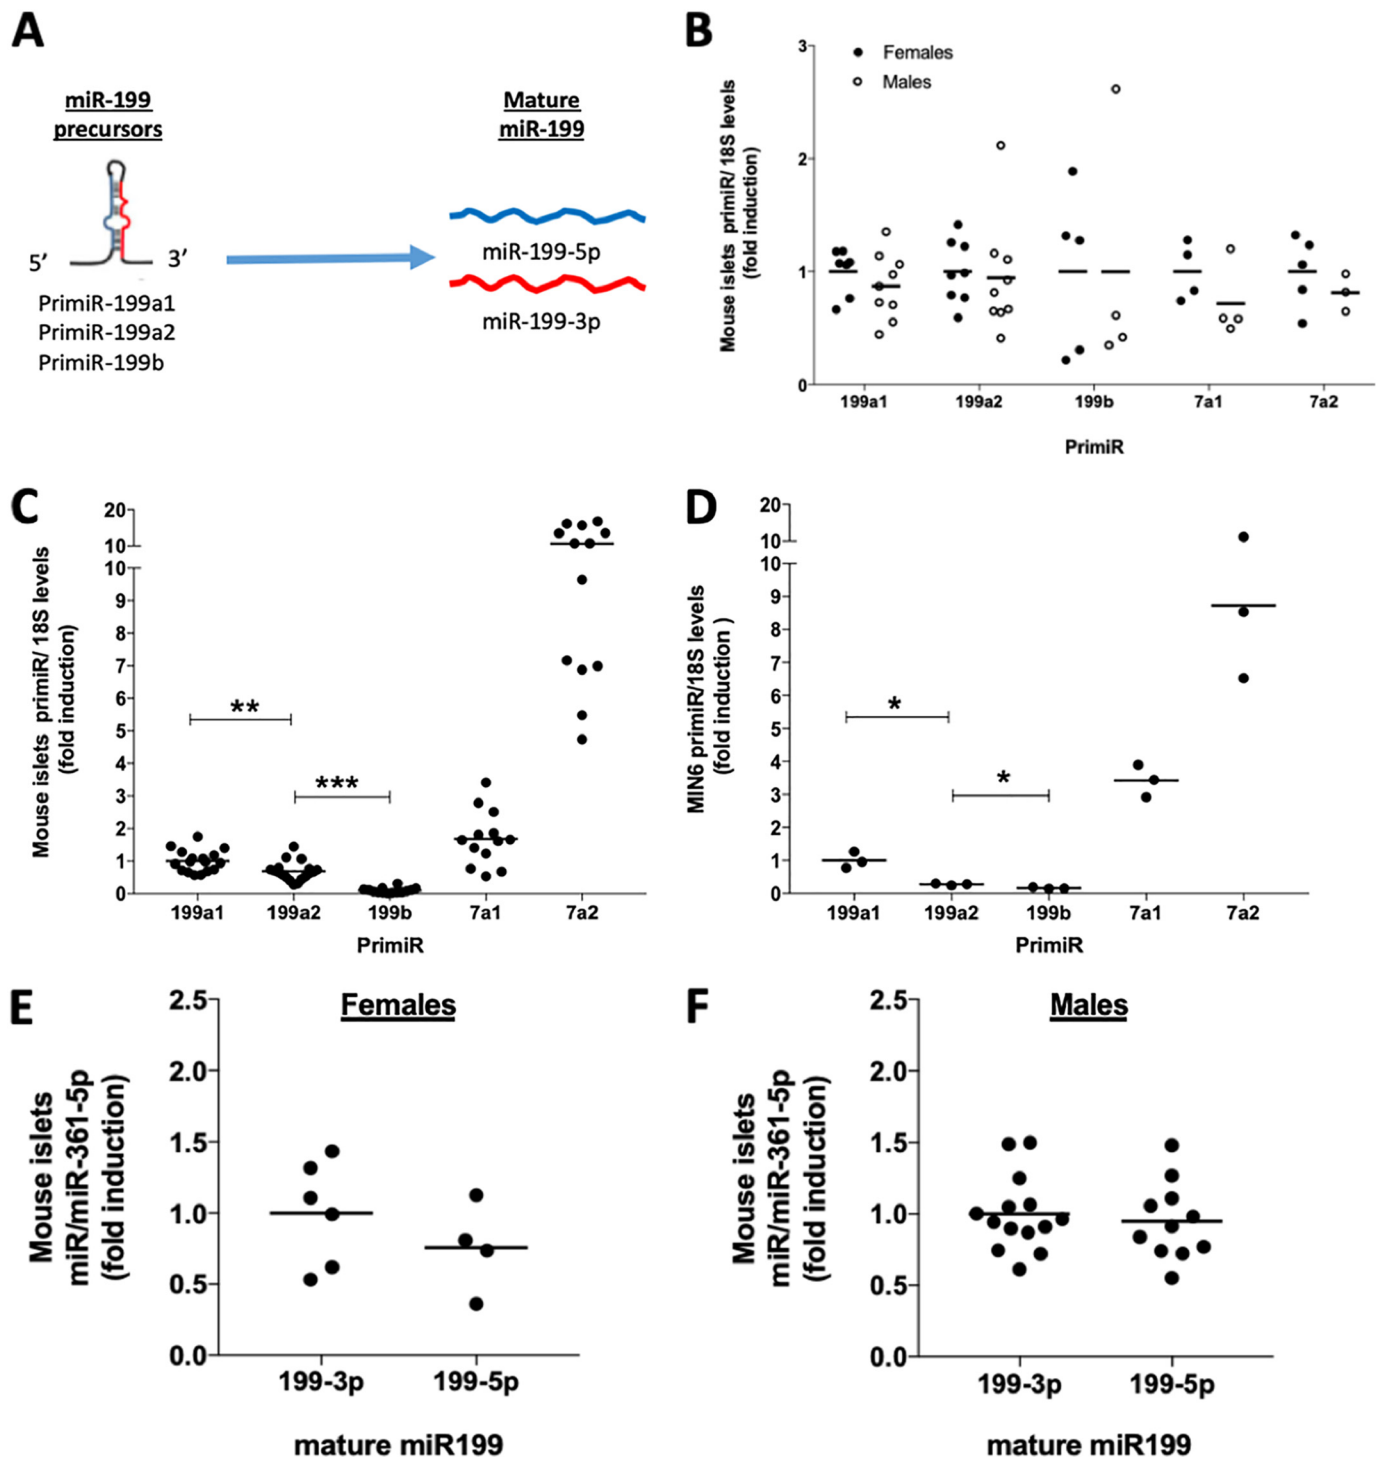 A
miR-199
precursors
Mature
miR-199
5’
3’
miR-199-5p
miR-199-3p
PrimiR-199a1
PrimiR-199a2
PrimiR-199b
B
Females
Males
Mouse islets primiR/ 18S levels
(fold induction)
3
2
1
0
199a1 199a2 199b 7a1 7a2
PrimiR
C
Mouse islets primiR/ 18S levels
(fold induction)
20
10
10
9
8
7
6
5
4
3
2
1
0
**
***
199a1 199a2 199b 7a1 7a2
PrimiR
D
MIN6 primiR/18S levels
(fold induction )
20
10
10
9
8
7
6
5
4
3
2
1
0
*
*
199a1 199a2 199b 7a1 7a2
PrimiR
E
Females
Mouse islets
miR/miR-361-5p
(fold induction)
2.5
2.0
1.5
1.0
0.5
0.0
199-3p 199-5p
mature miR199
F
Males
Mouse islets
miR/miR-361-5p
(fold induction)
2.5
2.0
1.5
1.0
0.5
0.0
199-3p 199-5p
mature miR199